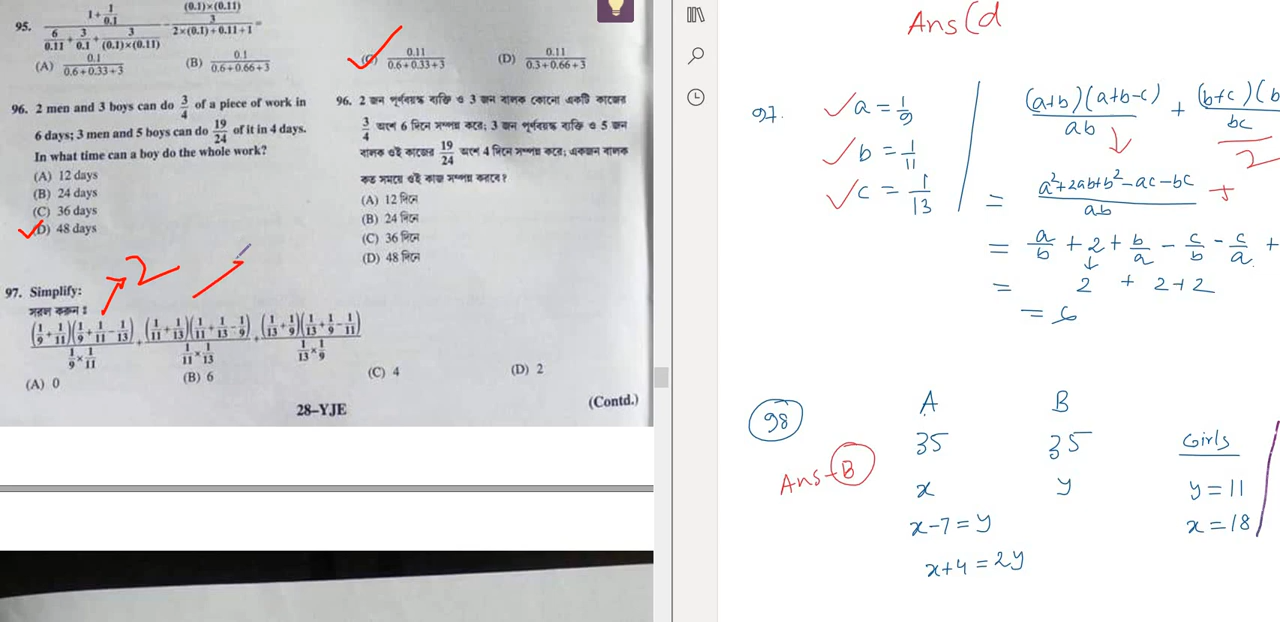 95. (1 + 1/0.1) / (6/0.11 + 3/0.1 + 3/((0.1)×(0.11))) − ((0.1)×(0.11)/3) / (2×(0.1)+0.11+1) =
(A) 0.1/(0.6+0.33+3) (B) 0.1/(0.6+0.66+3) (C) 0.11/(0.6+0.33+3) (D) 0.11/(0.3+0.66+3)
96. 2 men and 3 boys can do 3/4 of a piece of work in
6 days; 3 men and 5 boys can do 19/24 of it in 4 days.
In what time can a boy do the whole work?
(A) 12 days
(B) 24 days
(C) 36 days
(D) 48 days
96. 2 জন পূর্ণবয়স্ক ব্যক্তি ও 3 জন বালক কোনো একটি কাজের
3/4 অংশ 6 দিনে সম্পন্ন করে; 3 জন পূর্ণবয়স্ক ব্যক্তি ও 5 জন
বালক ওই কাজের 19/24 অংশ 4 দিনে সম্পন্ন করে; একজন বালক
কত সময়ে ওই কাজ সম্পন্ন করবে?
(A) 12 দিনে
(B) 24 দিনে
(C) 36 দিনে
(D) 48 দিনে
2
97. Simplify:
সরল করুন :
(1/9 + 1/11)(1/9 + 1/11 − 1/13) / (1/9 × 1/11) + (1/11 + 1/13)(1/11 + 1/13 − 1/9) / (1/11 × 1/13) + (1/13 + 1/9)(1/13 + 1/9 − 1/11) / (1/13 × 1/9)
(A) 0 (B) 6 (C) 4 (D) 2
28–YJE (Contd.)
Ans (d
97. a = 1/9
b = 1/11
c = 1/13
(a+b)(a+b-c)/ab + (b+c)(b /bc
2
= a²+2ab+b²-ac-bc/ab +
= a/b + 2 + b/a - c/b - c/a +
= 2 + 2+2
= 6
98 A B
35 35 Girls
Ans-B x y y = 11
x-7 = y x = 18
x+4 = 2y